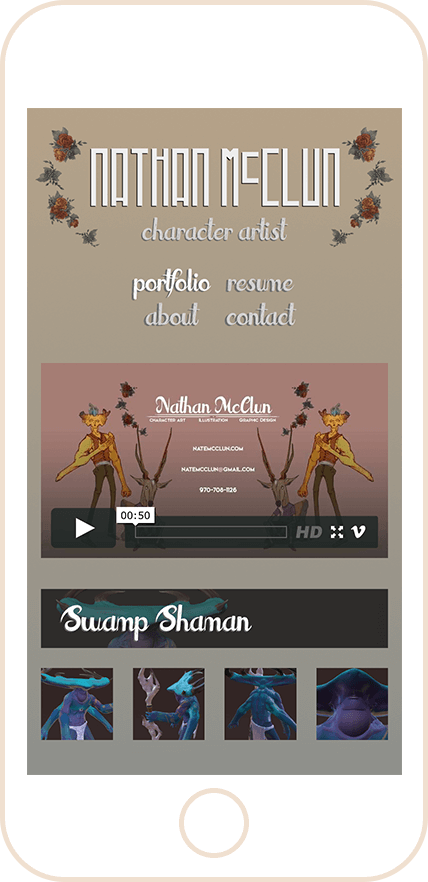 NATHAN McCLUN
character artist
portfolio resume
about contact
Nathan McClun
CHARACTER ART ILLUSTRATION GRAPHIC DESIGN
NATEMCCLUN.COM
NATEMCCLUN@GMAIL.COM
970-708-1126
00:50
HD
Swamp Shaman